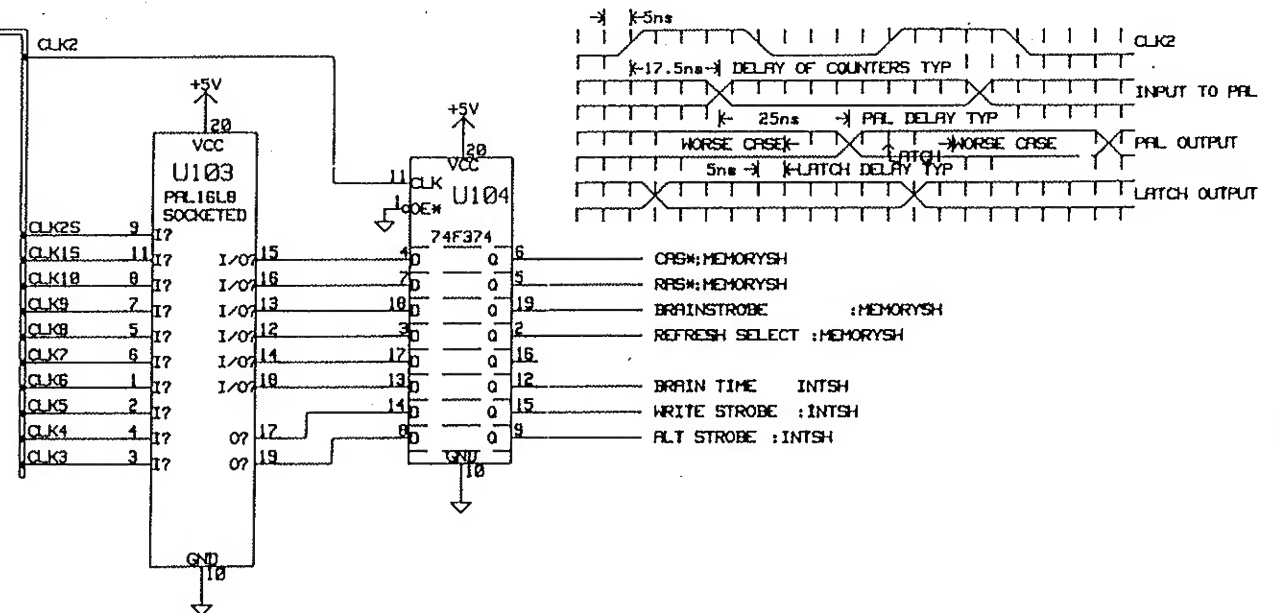 CLK2
+5V
20
VCC
U103
PAL16L8
SOCKETED
CLK2S 9 I?
CLK1S 11 I? I/O? 15
CLK10 8 I? I/O? 16
CLK9 7 I? I/O? 13
CLK8 5 I? I/O? 12
CLK7 6 I? I/O? 14
CLK6 1 I? I/O? 18
CLK5 2 I?
CLK4 4 I? O? 17
CLK3 3 I? O? 19
GND
10
+5V
20
VCC
11 CLK U104
1 OE*
74F374
4 D Q 6 CAS*:MEMORYSH
7 D Q 5 RAS*:MEMORYSH
18 D Q 19 BRAINSTROBE :MEMORYSH
3 D Q 2 REFRESH SELECT :MEMORYSH
17 D Q 16
13 D Q 12 BRAIN TIME INTSH
14 D Q 15 WRITE STROBE :INTSH
8 D Q 9 ALT STROBE :INTSH
GND
10
5ns
CLK2
17.5ns DELAY OF COUNTERS TYP
INPUT TO PAL
25ns PAL DELAY TYP
WORSE CASE LATCH WORSE CASE PAL OUTPUT
5ns LATCH DELAY TYP
LATCH OUTPUT